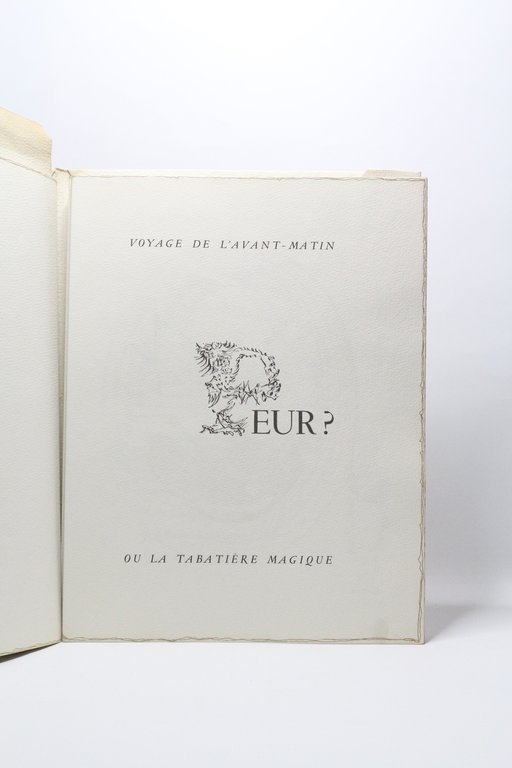 VOYAGE DE L'AVANT-MATIN
PEUR ?
OU LA TABATIÈRE MAGIQUE